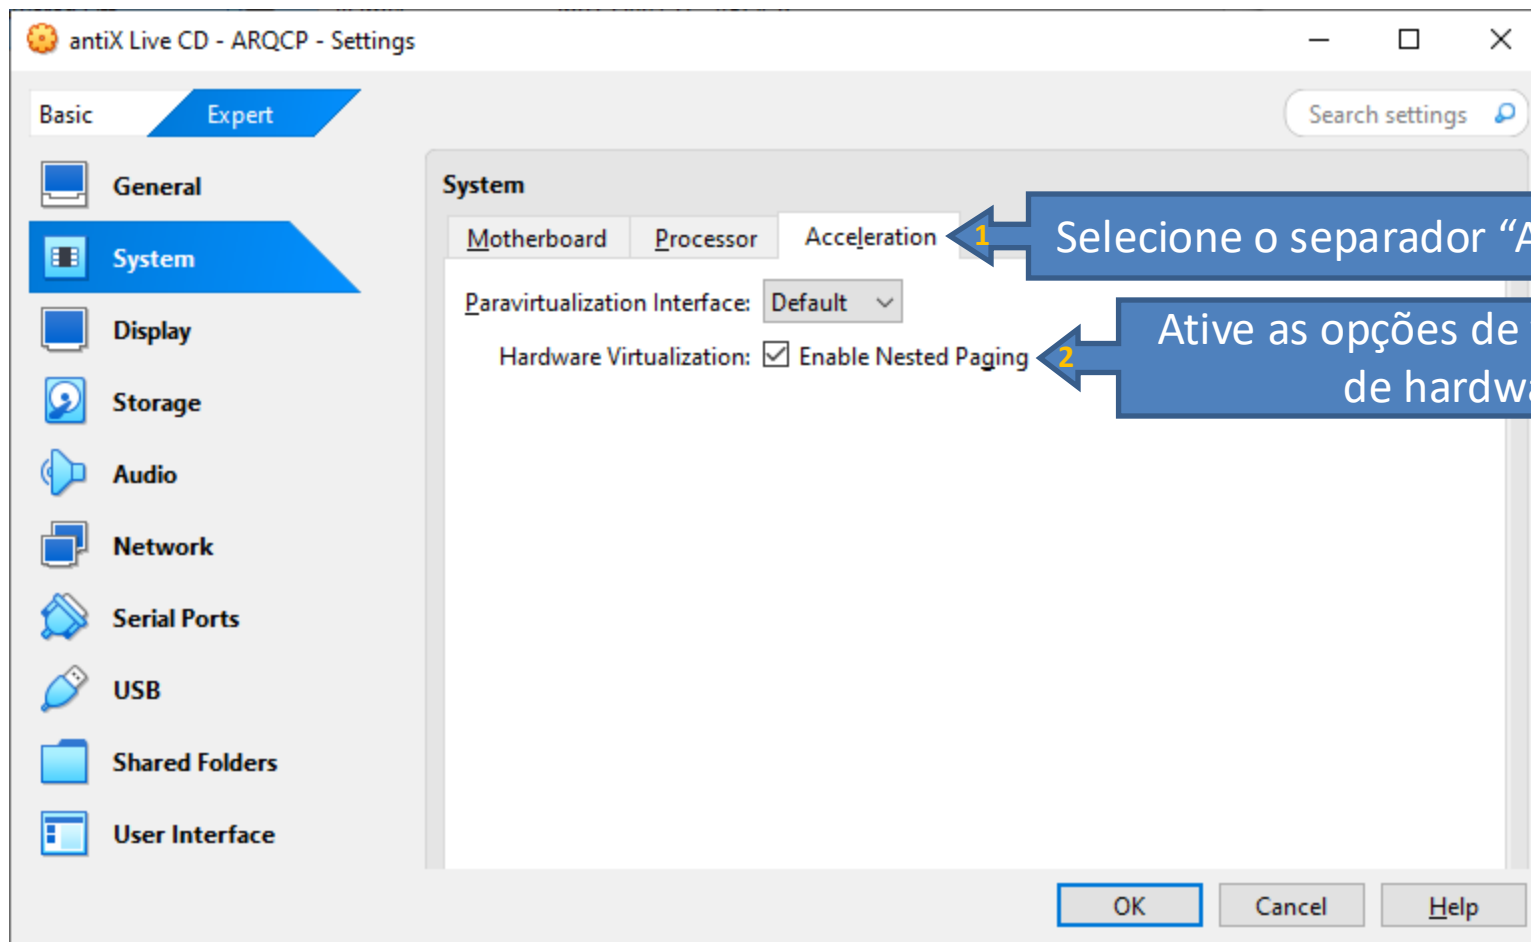 antiX Live CD - ARQCP - Settings
Basic Expert Search settings
General
System
Display
Storage
Audio
Network
Serial Ports
USB
Shared Folders
User Interface
System
Motherboard Processor Acceleration
1 Selecione o separador “A
Paravirtualization Interface: Default
Hardware Virtualization: Enable Nested Paging
2 Ative as opções de
de hardwa
OK Cancel Help